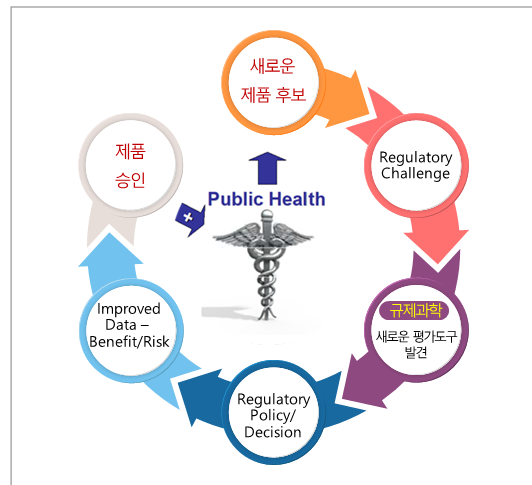 새로운
제품 후보
Regulatory
Challenge
규제과학
새로운 평가도구
발견
Regulatory
Policy/
Decision
Improved
Data –
Benefit/Risk
제품
승인
Public Health